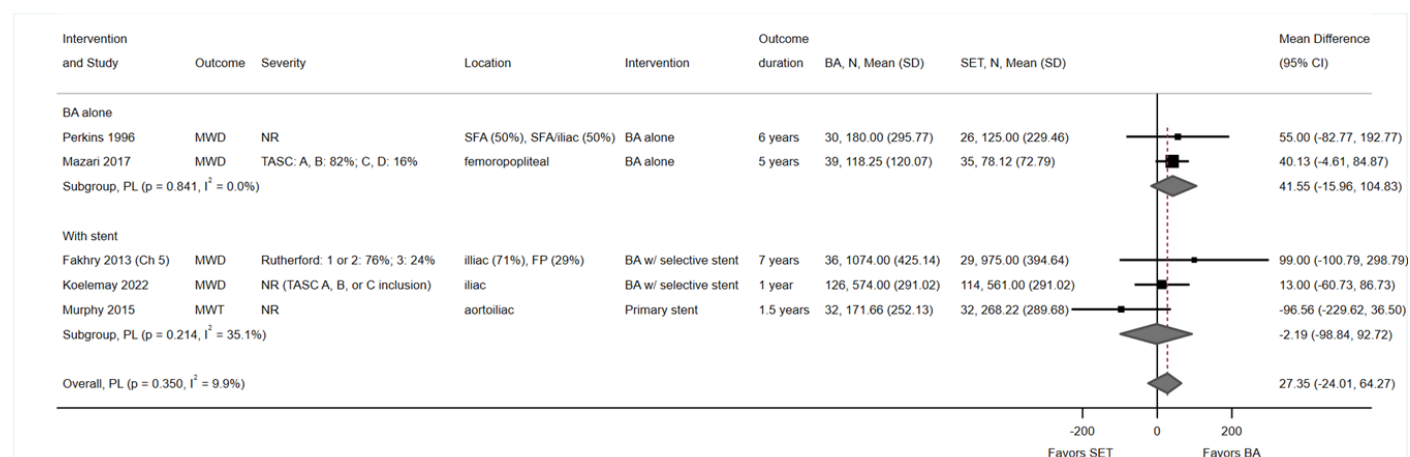 Intervention Outcome
and Study Outcome Severity Location Intervention duration BA, N, Mean (SD) SET, N, Mean (SD) Mean Difference (95% CI)
BA alone
Perkins 1996 MWD NR SFA (50%), SFA/iliac (50%) BA alone 6 years 30, 180.00 (295.77) 26, 125.00 (229.46) 55.00 (-82.77, 192.77)
Mazari 2017 MWD TASC: A, B: 82%; C, D: 16% femoropopliteal BA alone 5 years 39, 118.25 (120.07) 35, 78.12 (72.79) 40.13 (-4.61, 84.87)
Subgroup, PL (p = 0.841, I² = 0.0%) 41.55 (-15.96, 104.83)
With stent
Fakhry 2013 (Ch 5) MWD Rutherford: 1 or 2: 76%; 3: 24% illiac (71%), FP (29%) BA w/ selective stent 7 years 36, 1074.00 (425.14) 29, 975.00 (394.64) 99.00 (-100.79, 298.79)
Koelemay 2022 MWD NR (TASC A, B, or C inclusion) iliac BA w/ selective stent 1 year 126, 574.00 (291.02) 114, 561.00 (291.02) 13.00 (-60.73, 86.73)
Murphy 2015 MWT NR aortoiliac Primary stent 1.5 years 32, 171.66 (252.13) 32, 268.22 (289.68) -96.56 (-229.62, 36.50)
Subgroup, PL (p = 0.214, I² = 35.1%) -2.19 (-98.84, 92.72)
Overall, PL (p = 0.350, I² = 9.9%) 27.35 (-24.01, 64.27)
-200 0 200
Favors SET Favors BA